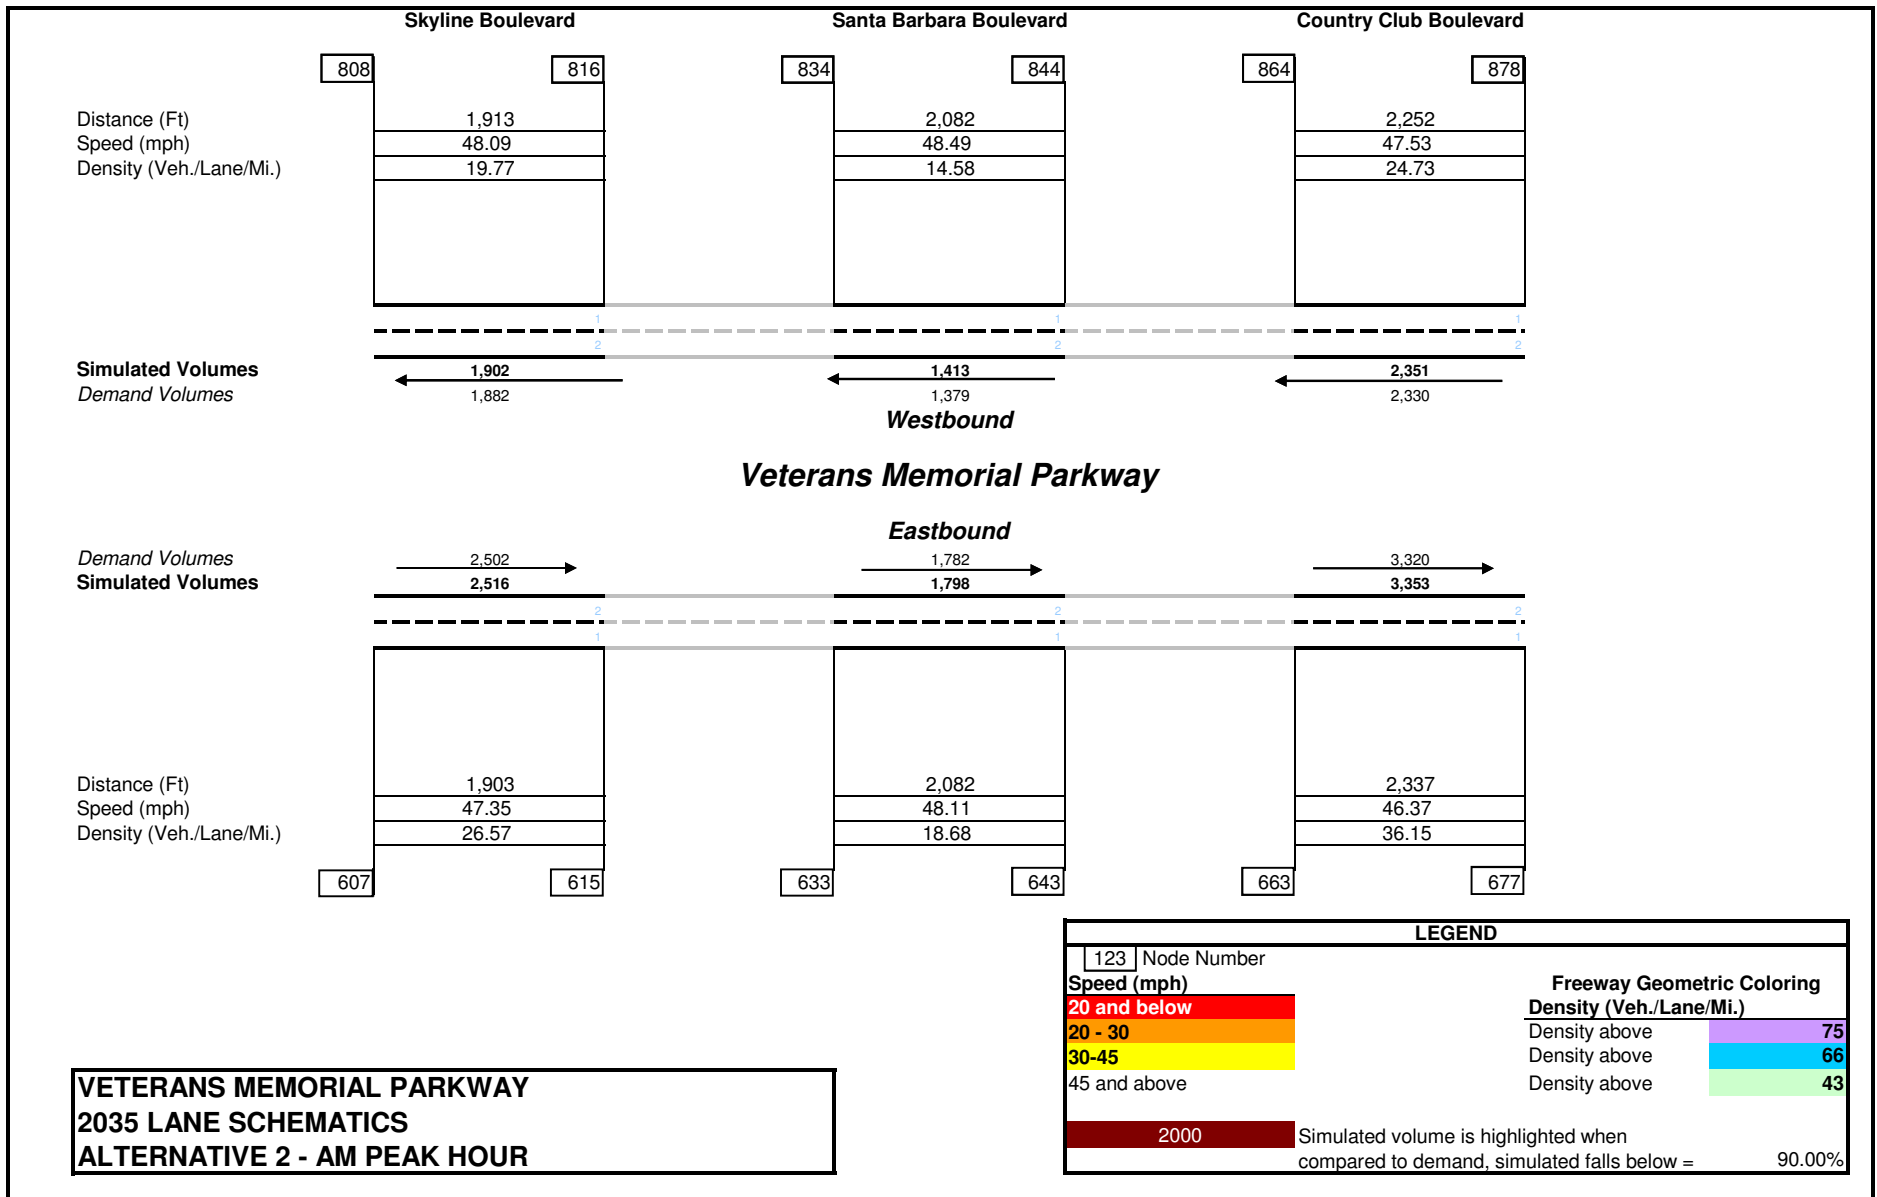 Skyline Boulevard Santa Barbara Boulevard Country Club Boulevard
808 816 834 844 864 878
Distance (Ft) 1,913 2,082 2,252
Speed (mph) 48.09 48.49 47.53
Density (Veh./Lane/Mi.) 19.77 14.58 24.73
1 1 1
2 2 2
Simulated Volumes 1,902 1,413 2,351
Demand Volumes 1,882 1,379 2,330
Westbound
Veterans Memorial Parkway
Eastbound
Demand Volumes 2,502 1,782 3,320
Simulated Volumes 2,516 1,798 3,353
2 2 2
1 1 1
Distance (Ft) 1,903 2,082 2,337
Speed (mph) 47.35 48.11 46.37
Density (Veh./Lane/Mi.) 26.57 18.68 36.15
607 615 633 643 663 677
LEGEND
123 Node Number
Speed (mph) Freeway Geometric Coloring
20 and below Density (Veh./Lane/Mi.)
20 - 30 Density above 75
30-45 Density above 66
45 and above Density above 43
2000 Simulated volume is highlighted when
compared to demand, simulated falls below = 90.00%
VETERANS MEMORIAL PARKWAY
2035 LANE SCHEMATICS
ALTERNATIVE 2 - AM PEAK HOUR